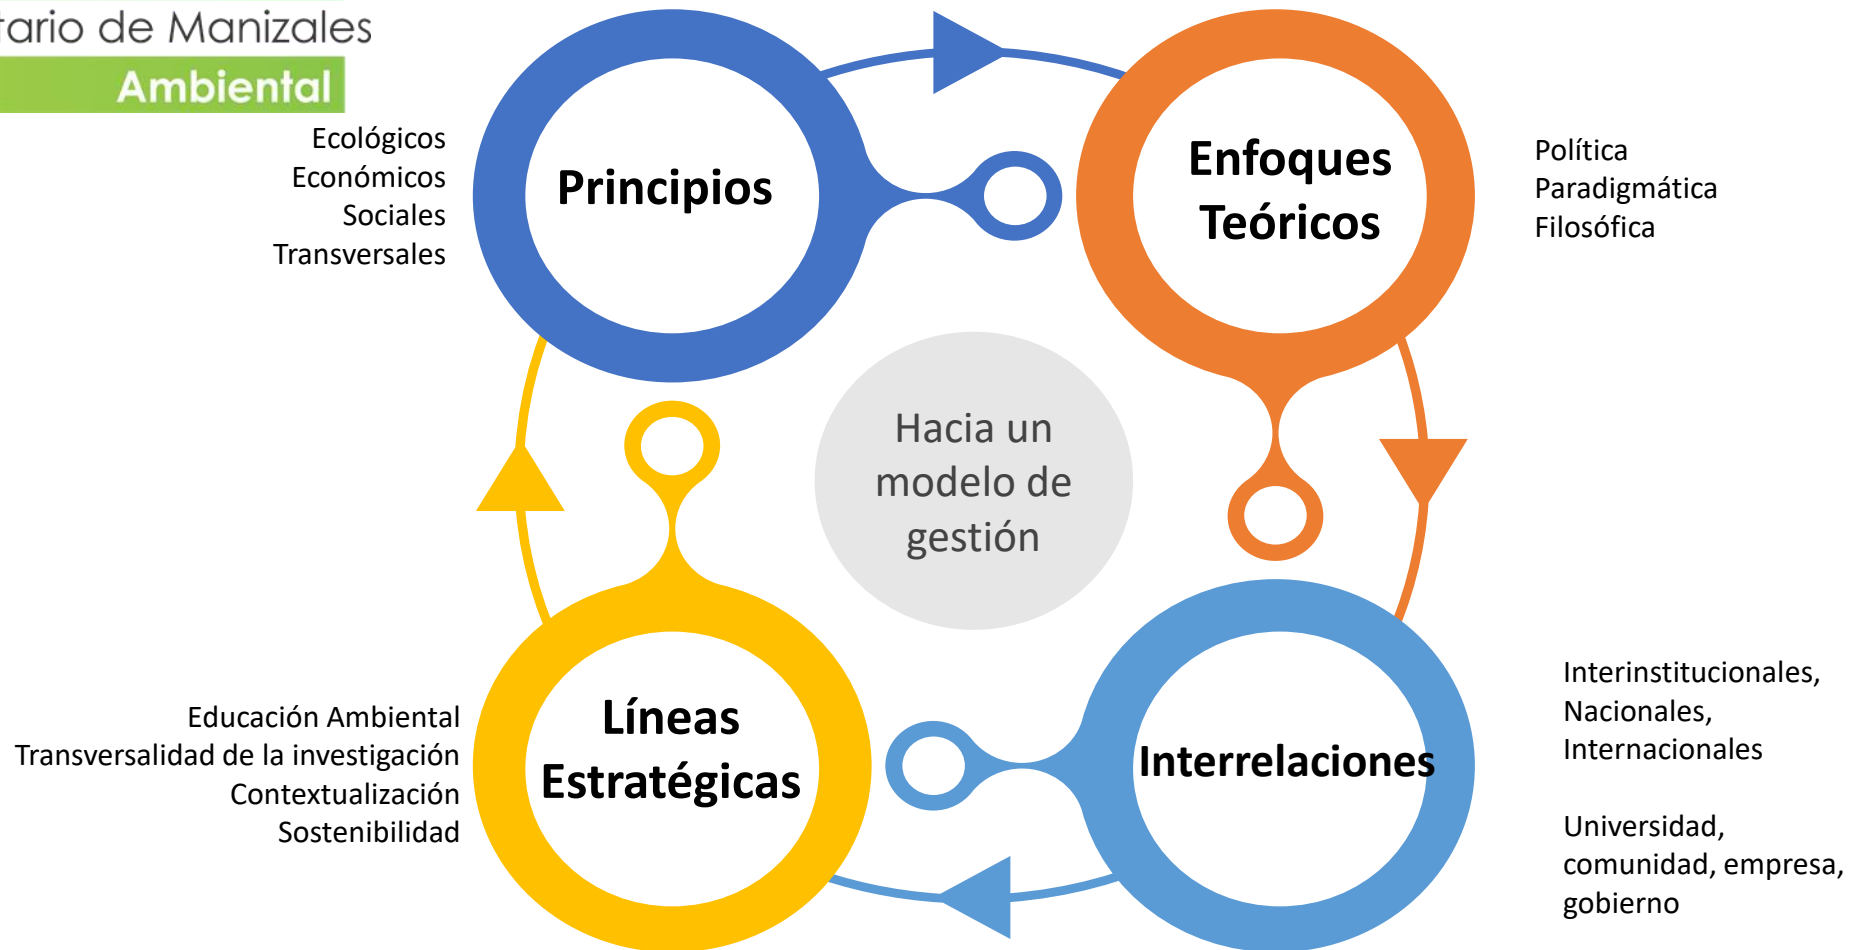 de Manizales
Ambiental
Ecológicos
Económicos
Sociales
Transversales
Principios
Enfoques
Teóricos
Política
Paradigmática
Filosófica
Hacia un
modelo de
gestión
Educación Ambiental
Transversalidad de la investigación
Contextualización
Sostenibilidad
Líneas
Estratégicas
Interrelaciones
Interinstitucionales,
Nacionales,
Internacionales
Universidad,
comunidad, empresa,
gobierno